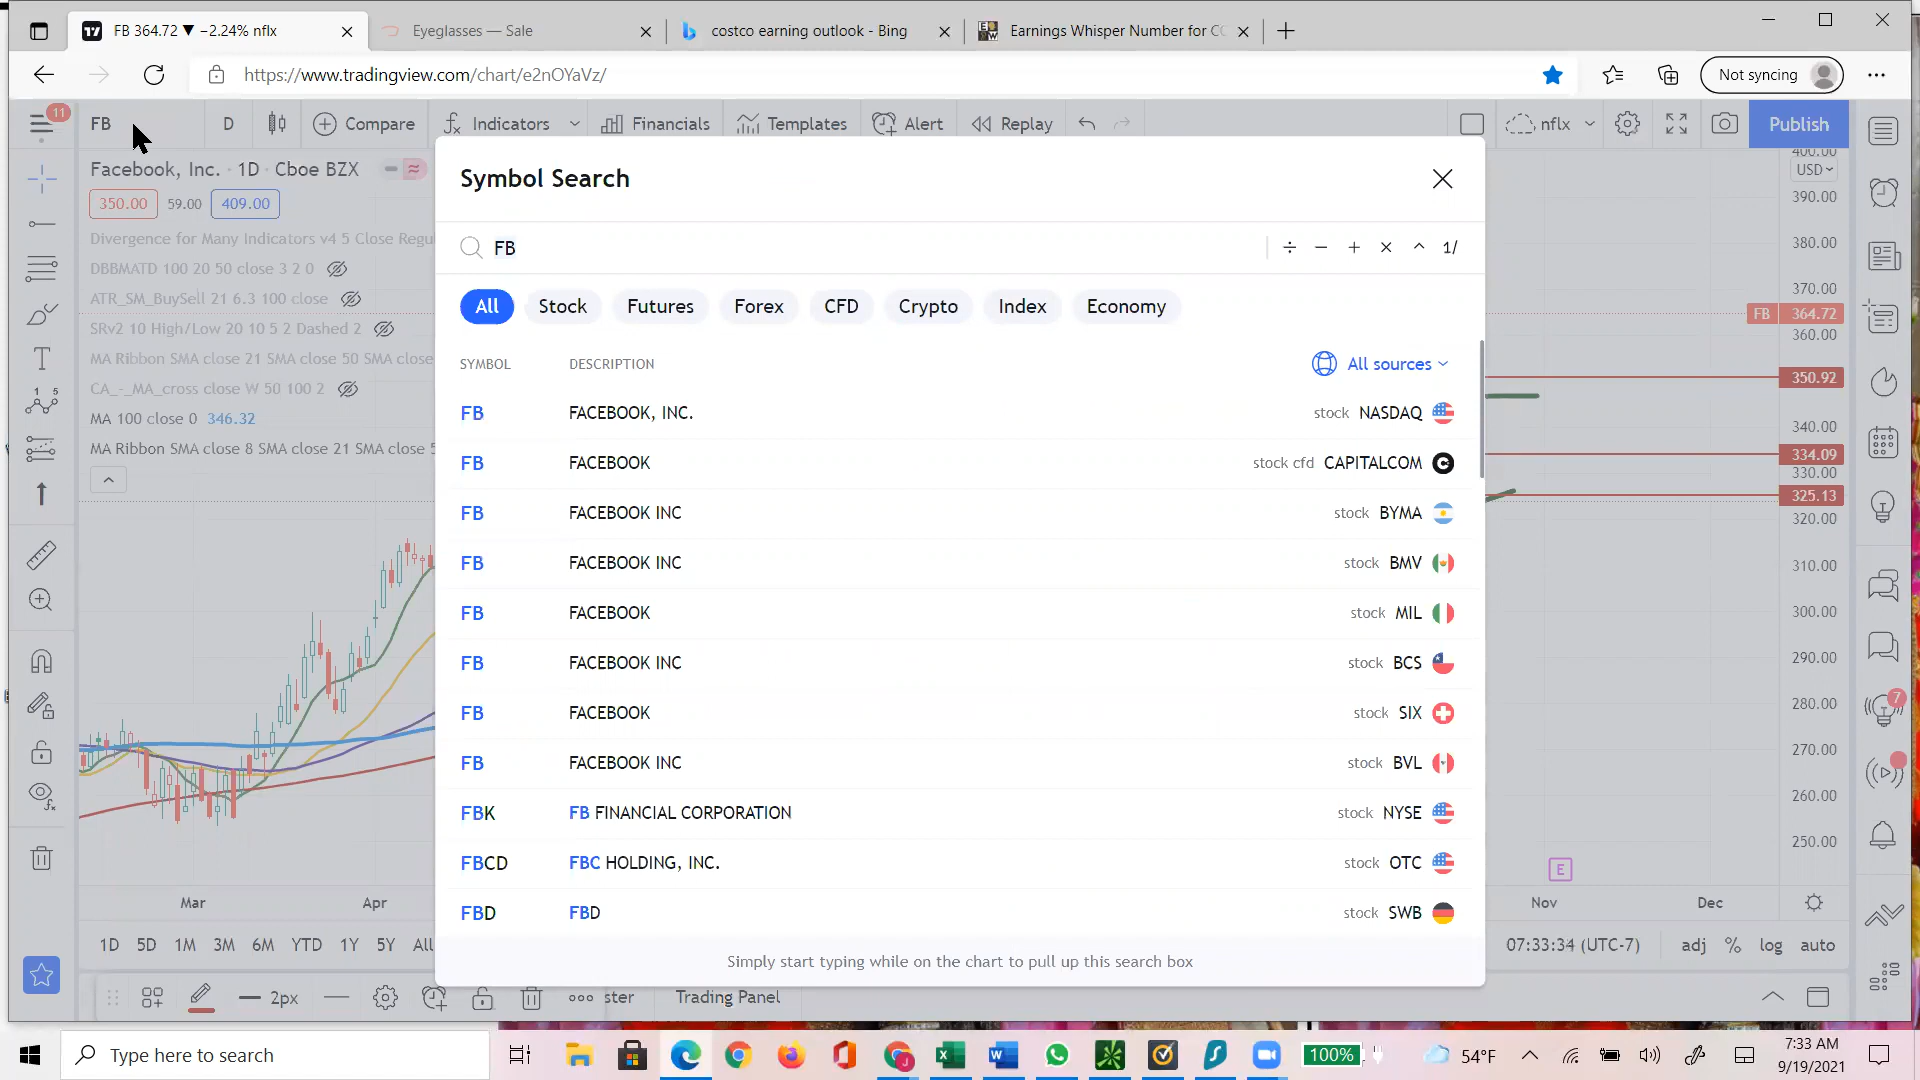 FB 364.72 ▼ −2.24% nflx
Eyeglasses — Sale
costco earning outlook - Bing
Earnings Whisper Number for CO
https://www.tradingview.com/chart/e2nOYaVz/
Not syncing
11
FB
D
Compare
Indicators
Financials
Templates
Alert
Replay
nflx
Publish
Facebook, Inc. · 1D · Cboe BZX
350.00 59.00 409.00
Divergence for Many Indicators v4 5 Close Regu
DBBMATD 100 20 50 close 3 2 0
ATR_SM_BuySell 21 6.3 100 close
SRv2 10 High/Low 20 10 5 2 Dashed 2
MA Ribbon SMA close 21 SMA close 50 SMA close
CA_-_MA_cross close W 50 100 2
MA 100 close 0 346.32
MA Ribbon SMA close 8 SMA close 21 SMA close 5
Symbol Search
FB
÷ − + × ^ 1/
All Stock Futures Forex CFD Crypto Index Economy
SYMBOL DESCRIPTION All sources
FB FACEBOOK, INC. stock NASDAQ
FB FACEBOOK stock cfd CAPITALCOM
FB FACEBOOK INC stock BYMA
FB FACEBOOK INC stock BMV
FB FACEBOOK stock MIL
FB FACEBOOK INC stock BCS
FB FACEBOOK stock SIX
FB FACEBOOK INC stock BVL
FBK FB FINANCIAL CORPORATION stock NYSE
FBCD FBC HOLDING, INC. stock OTC
FBD FBD stock SWB
Simply start typing while on the chart to pull up this search box
400.00
USD
390.00
380.00
370.00
FB 364.72
360.00
350.92
340.00
334.09
330.00
325.13
320.00
310.00
300.00
290.00
280.00
270.00
260.00
250.00
7
E
Mar Apr Nov Dec
1D 5D 1M 3M 6M YTD 1Y 5Y All
07:33:34 (UTC-7) adj % log auto
2px
ster
Trading Panel
Type here to search
100%
54°F
7:33 AM
9/19/2021